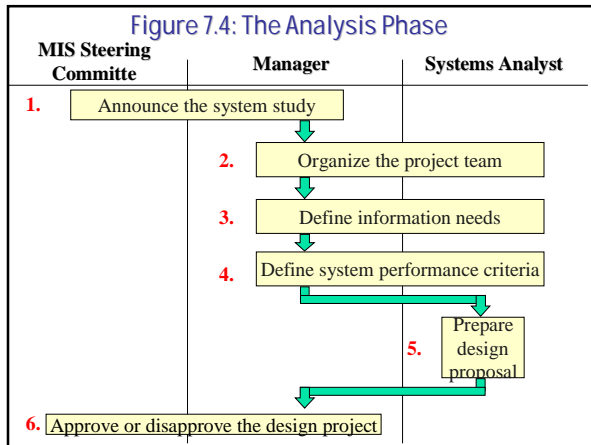 Figure 7.4: The Analysis Phase
MIS Steering
Committe
Manager
Systems Analyst
1. Announce the system study
2. Organize the project team
3. Define information needs
4. Define system performance criteria
5. Prepare
design
proposal
6. Approve or disapprove the design project